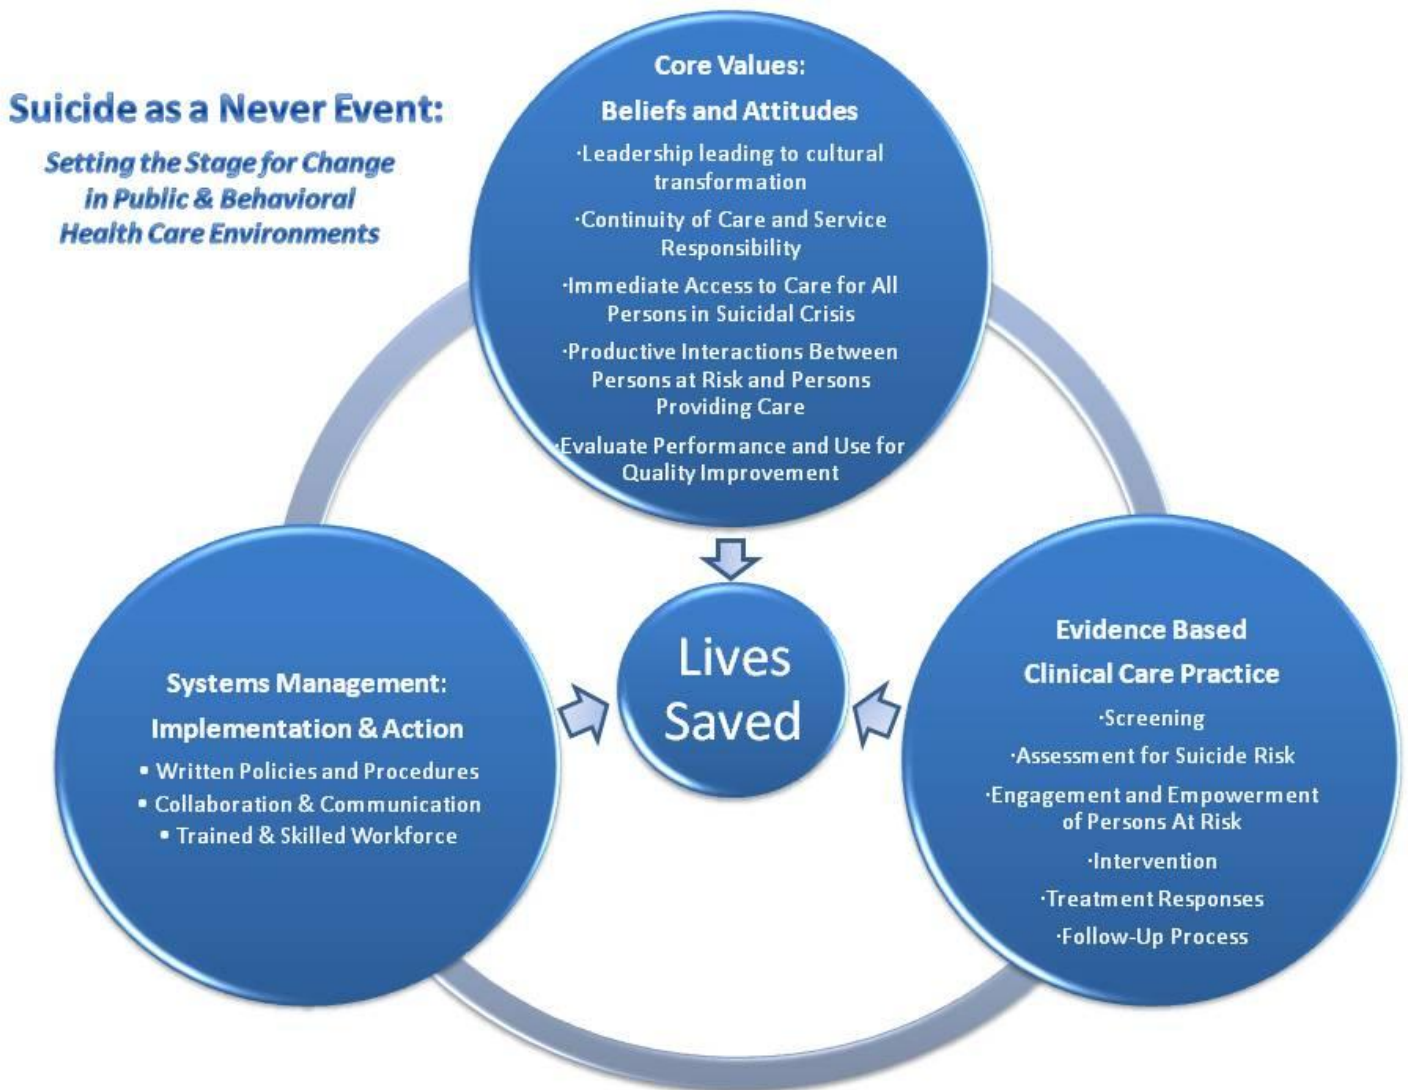 Suicide as a Never Event:
Setting the Stage for Change
in Public & Behavioral
Health Care Environments
Core Values:
Beliefs and Attitudes
·Leadership leading to cultural
transformation
·Continuity of Care and Service
Responsibility
·Immediate Access to Care for All
Persons in Suicidal Crisis
·Productive Interactions Between
Persons at Risk and Persons
Providing Care
·Evaluate Performance and Use for
Quality Improvement
Systems Management:
Implementation & Action
• Written Policies and Procedures
• Collaboration & Communication
• Trained & Skilled Workforce
Lives
Saved
Evidence Based
Clinical Care Practice
·Screening
·Assessment for Suicide Risk
·Engagement and Empowerment
of Persons At Risk
·Intervention
·Treatment Responses
·Follow-Up Process